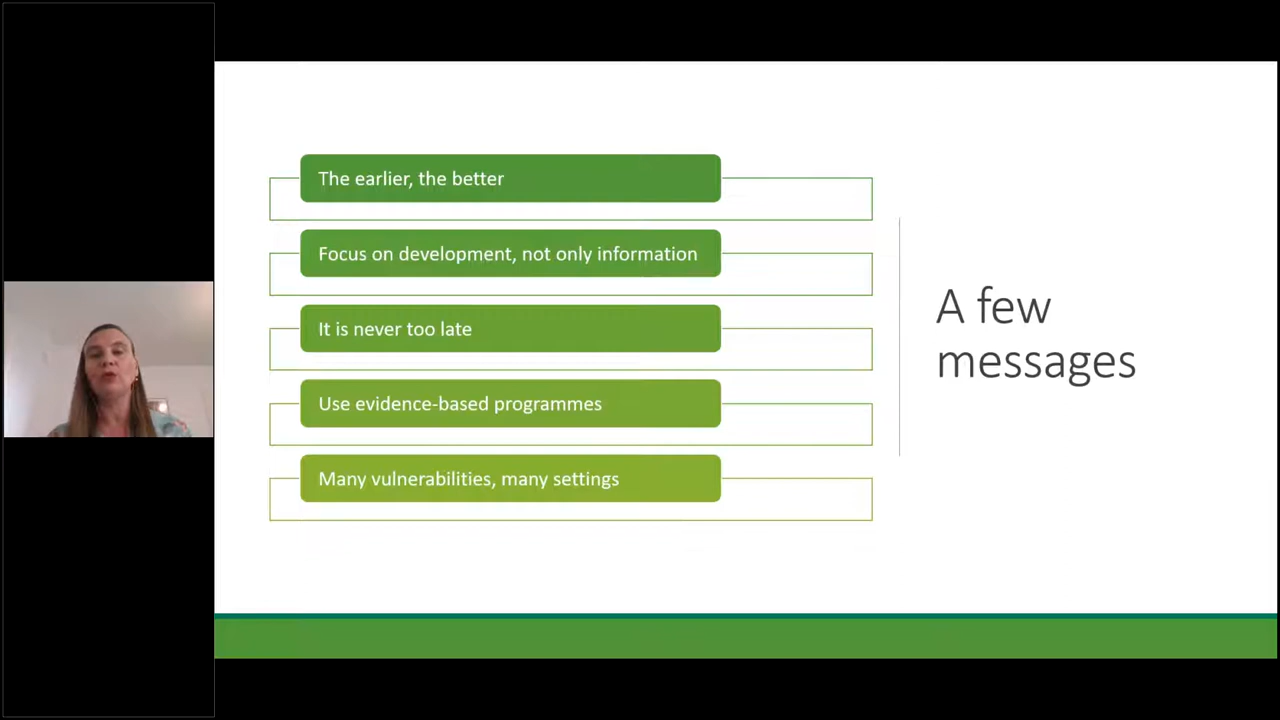 The earlier, the better
Focus on development, not only information
It is never too late
Use evidence-based programmes
Many vulnerabilities, many settings
A few
messages